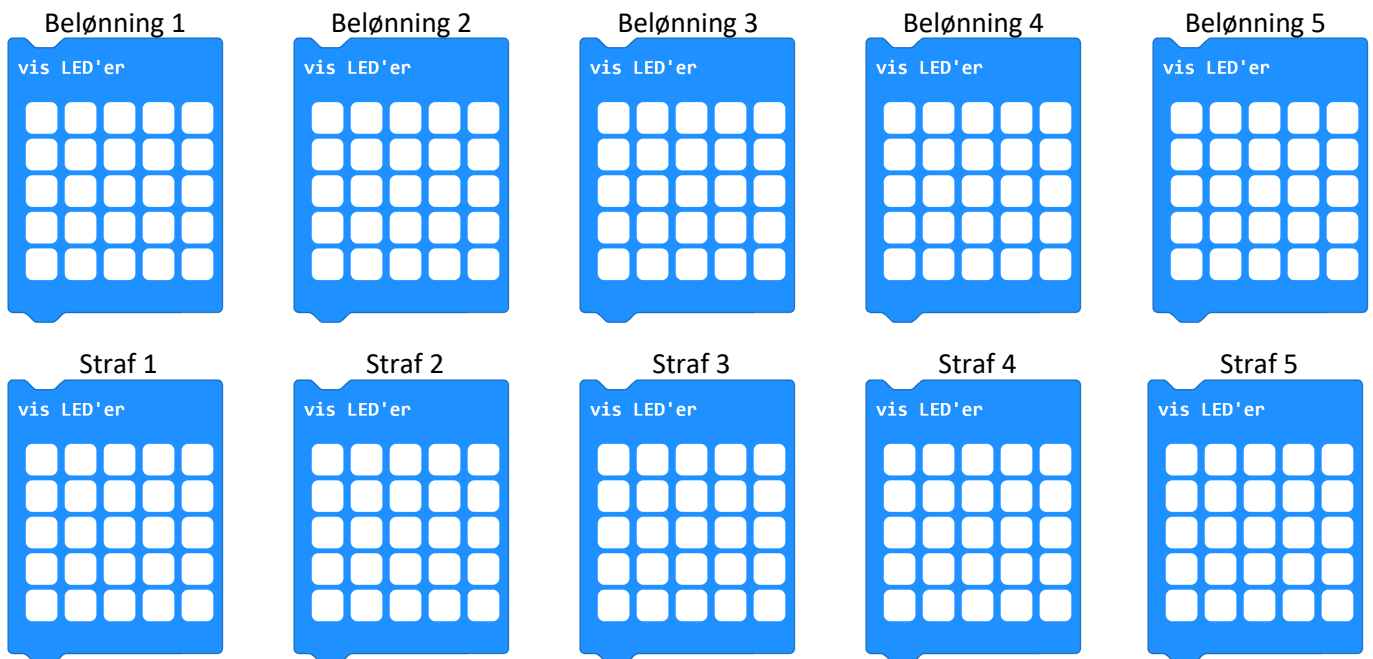 Belønning 1 Belønning 2 Belønning 3 Belønning 4 Belønning 5
vis LED'er vis LED'er vis LED'er vis LED'er vis LED'er
Straf 1 Straf 2 Straf 3 Straf 4 Straf 5
vis LED'er vis LED'er vis LED'er vis LED'er vis LED'er